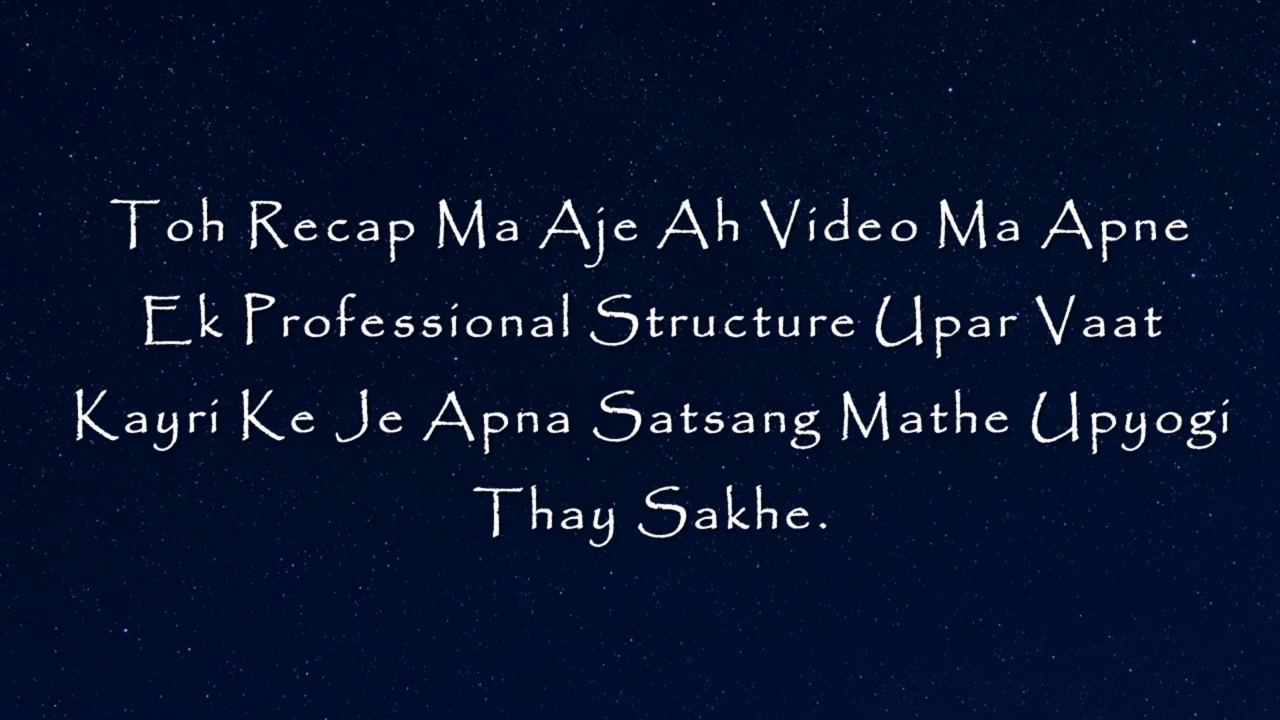 Toh Recap Ma Aje Ah Video Ma Apne
Ek Professional Structure Upar Vaat
Kayri Ke Je Apna Satsang Mathe Upyogi
Thay Sakhe.